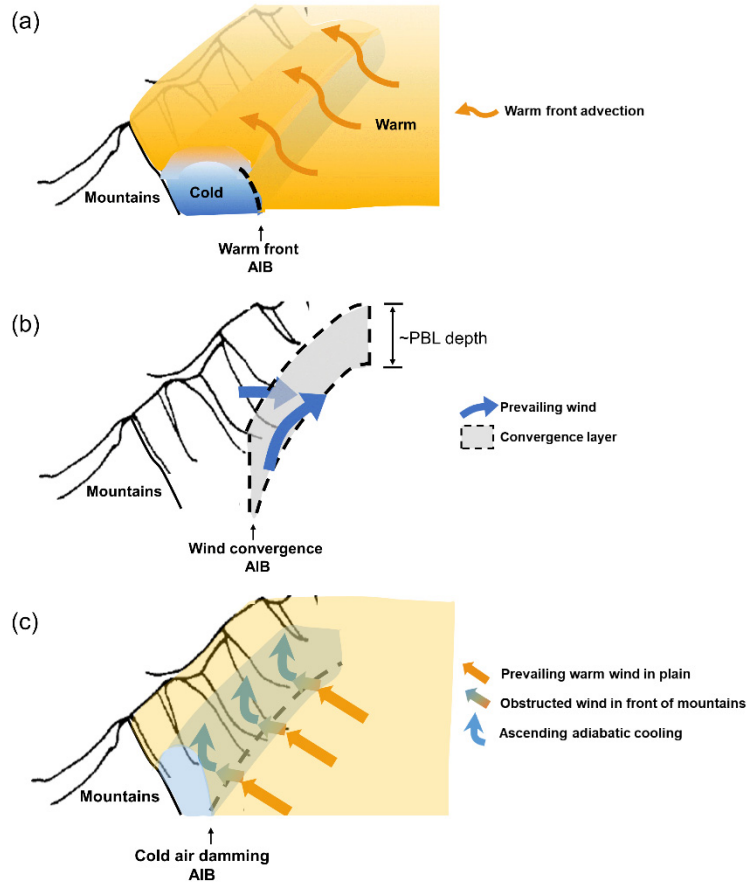 (a)
Warm
Warm front advection
Cold
Mountains
Warm front
AIB
(b)
~PBL depth
Prevailing wind
Convergence layer
Mountains
Wind convergence
AIB
(c)
Prevailing warm wind in plain
Obstructed wind in front of mountains
Ascending adiabatic cooling
Mountains
Cold air damming
AIB